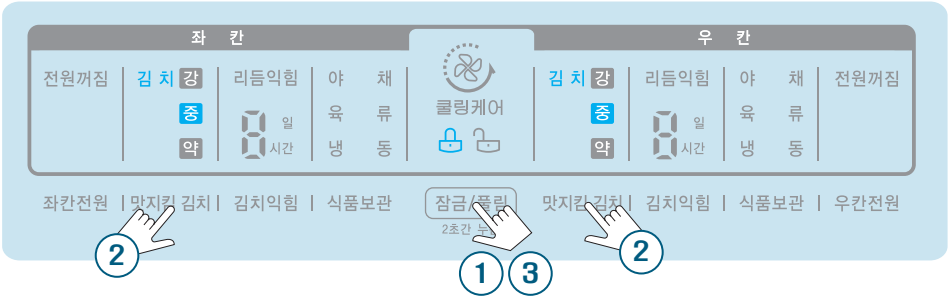 좌 칸 우 칸
전원꺼짐 김 치 강 리듬익힘 야 채 김 치 강 리듬익힘 야 채 전원꺼짐
쿨링케어
중 8 일 육 류 중 8 일 육 류
약 시간 냉 동 약 시간 냉 동
좌칸전원 맛지킴 김치 김치익힘 식품보관 잠금/풀림 맛지킴 김치 김치익힘 식품보관 우칸전원
2초간
2 1 3 2